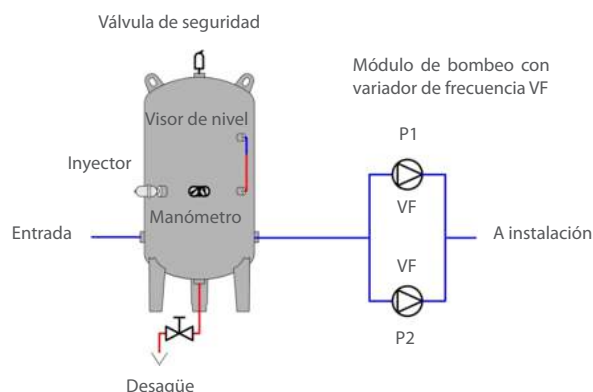 Válvula de seguridad
Módulo de bombeo con
variador de frecuencia VF
Visor de nivel
P1
Inyector
VF
Manómetro
Entrada
A instalación
VF
P2
Desagüe